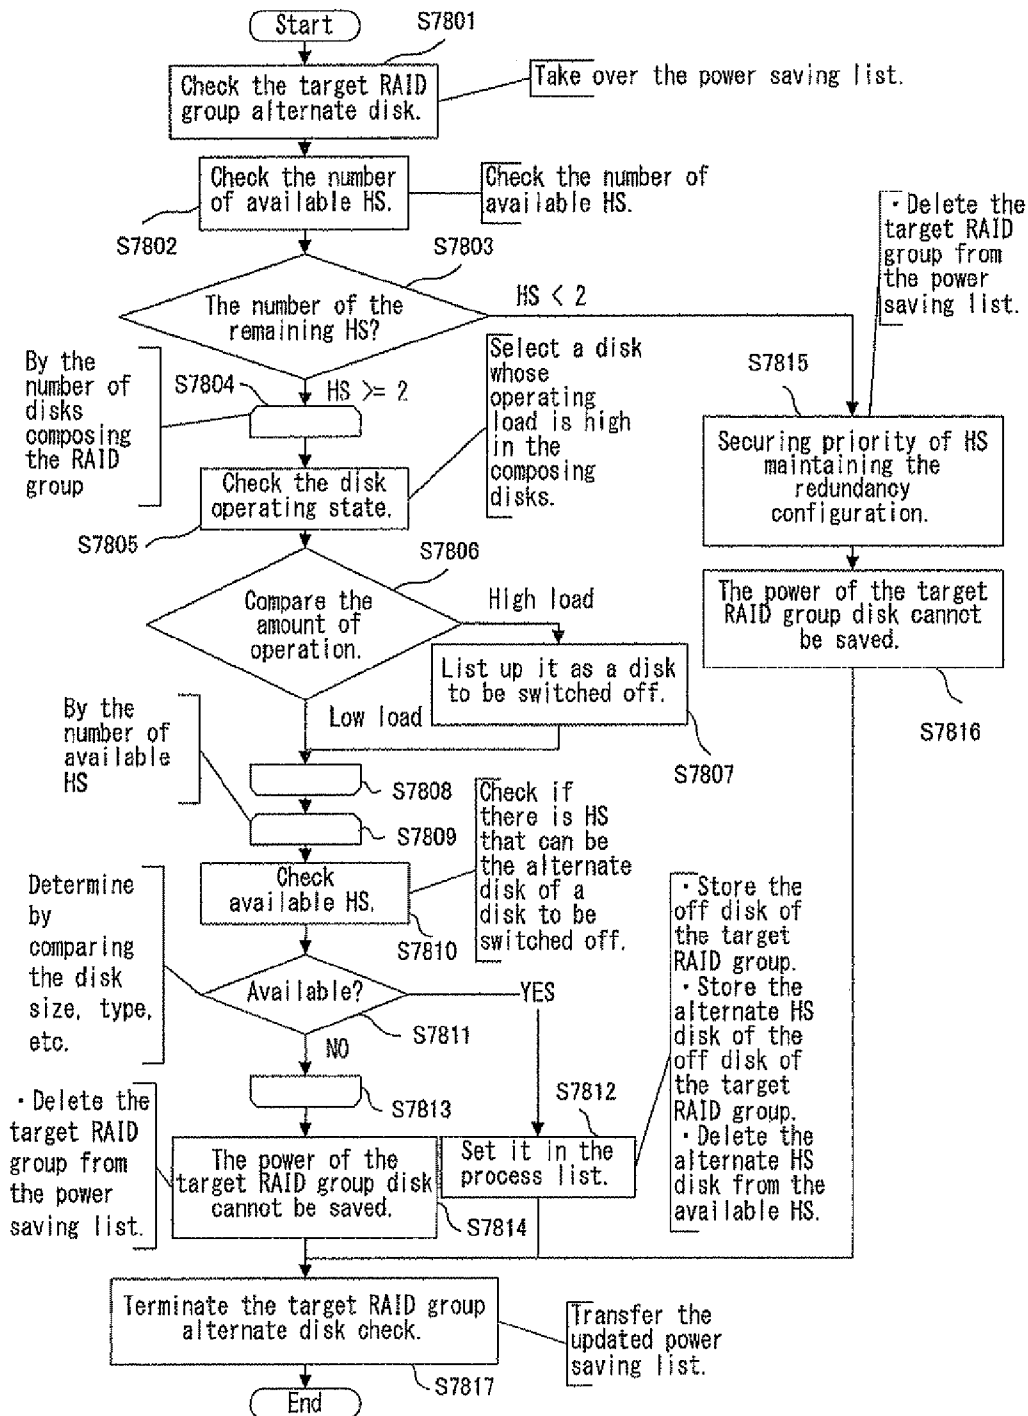 Start
S7801
Check the target RAID
group alternate disk.
Take over the power saving list.
Check the number
of available HS.
S7802
Check the number of
available HS.
S7803
The number of the
remaining HS?
HS < 2
HS >= 2
・Delete the
target RAID
group from
the power
saving list.
By the
number of
disks
composing
the RAID
group
S7804
Select a disk
whose
operating
load is high
in the
composing
disks.
S7815
Securing priority of HS
maintaining the
redundancy
configuration.
Check the disk
operating state.
S7805
S7806
Compare the
amount of
operation.
High load
The power of the target
RAID group disk cannot
be saved.
S7816
List up it as a disk
to be switched off.
S7807
By the
number of
available
HS
Low load
S7808
S7809
Check if
there is HS
that can be
the alternate
disk of a
disk to be
switched off.
Check
available HS.
S7810
Determine
by
comparing
the disk
size, type,
etc.
Available?
YES
S7811
NO
・Store the
off disk of
the target
RAID group.
・Store the
alternate HS
disk of the
off disk of
the target
RAID group.
・Delete the
alternate HS
disk from the
available HS.
S7813
S7812
Set it in the
process list.
・Delete the
target RAID
group from
the power
saving list.
The power of the
target RAID group disk
cannot be saved.
S7814
Terminate the target RAID group
alternate disk check.
S7817
Transfer the
updated power
saving list.
End